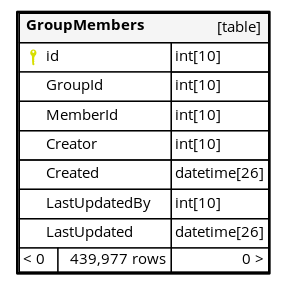 GroupMembers [table]
id int[10]
GroupId int[10]
MemberId int[10]
Creator int[10]
Created datetime[26]
LastUpdatedBy int[10]
LastUpdated datetime[26]
< 0 439,977 rows 0 >